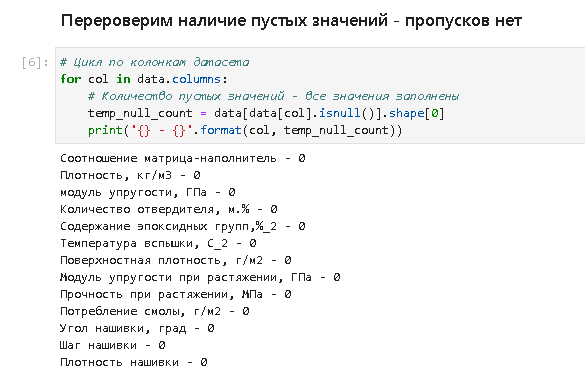 Перероверим наличие пустых значений - пропусков нет
[6]: # Цикл по колонкам датасета
for col in data.columns:
# Количество пустых значений - все значения заполнены
temp_null_count = data[data[col].isnull()].shape[0]
print('{} - {}'.format(col, temp_null_count))
Соотношение матрица-наполнитель - 0
Плотность, кг/м3 - 0
модуль упругости, ГПа - 0
Количество отвердителя, м.% - 0
Содержание эпоксидных групп,%_2 - 0
Температура вспышки, С_2 - 0
Поверхностная плотность, г/м2 - 0
Модуль упругости при растяжении, ГПа - 0
Прочность при растяжении, МПа - 0
Потребление смолы, г/м2 - 0
Угол нашивки, град - 0
Шаг нашивки - 0
Плотность нашивки - 0